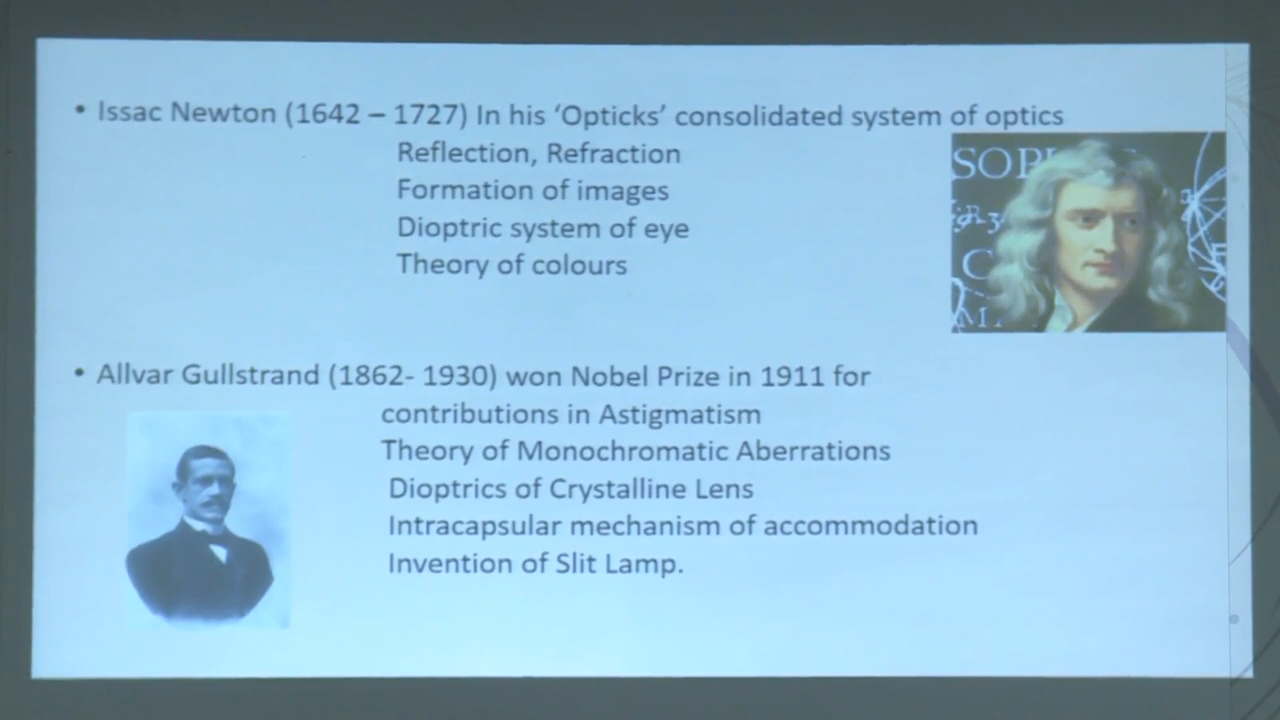 • Issac Newton (1642 – 1727) In his ‘Opticks’ consolidated system of optics
Reflection, Refraction
Formation of images
Dioptric system of eye
Theory of colours
• Allvar Gullstrand (1862- 1930) won Nobel Prize in 1911 for
contributions in Astigmatism
Theory of Monochromatic Aberrations
Dioptrics of Crystalline Lens
Intracapsular mechanism of accommodation
Invention of Slit Lamp.